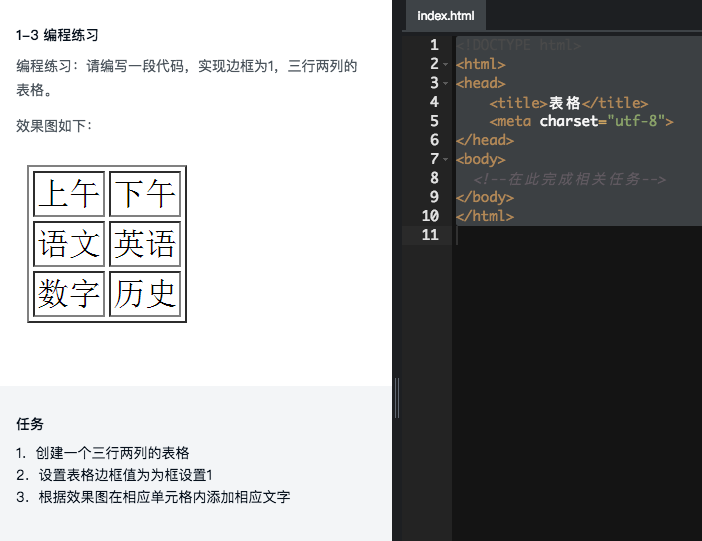 1-3 编程练习
编程练习：请编写一段代码，实现边框为1，三行两列的
表格。
效果图如下：
上午 下午
语文 英语
数字 历史
任务
1. 创建一个三行两列的表格
2. 设置表格边框值为为框设置1
3. 根据效果图在相应单元格内添加相应文字
index.html
1 <!DOCTYPE html>
2 <html>
3 <head>
4 <title>表格</title>
5 <meta charset="utf-8">
6 </head>
7 <body>
8 <!--在此完成相关任务-->
9 </body>
10 </html>
11